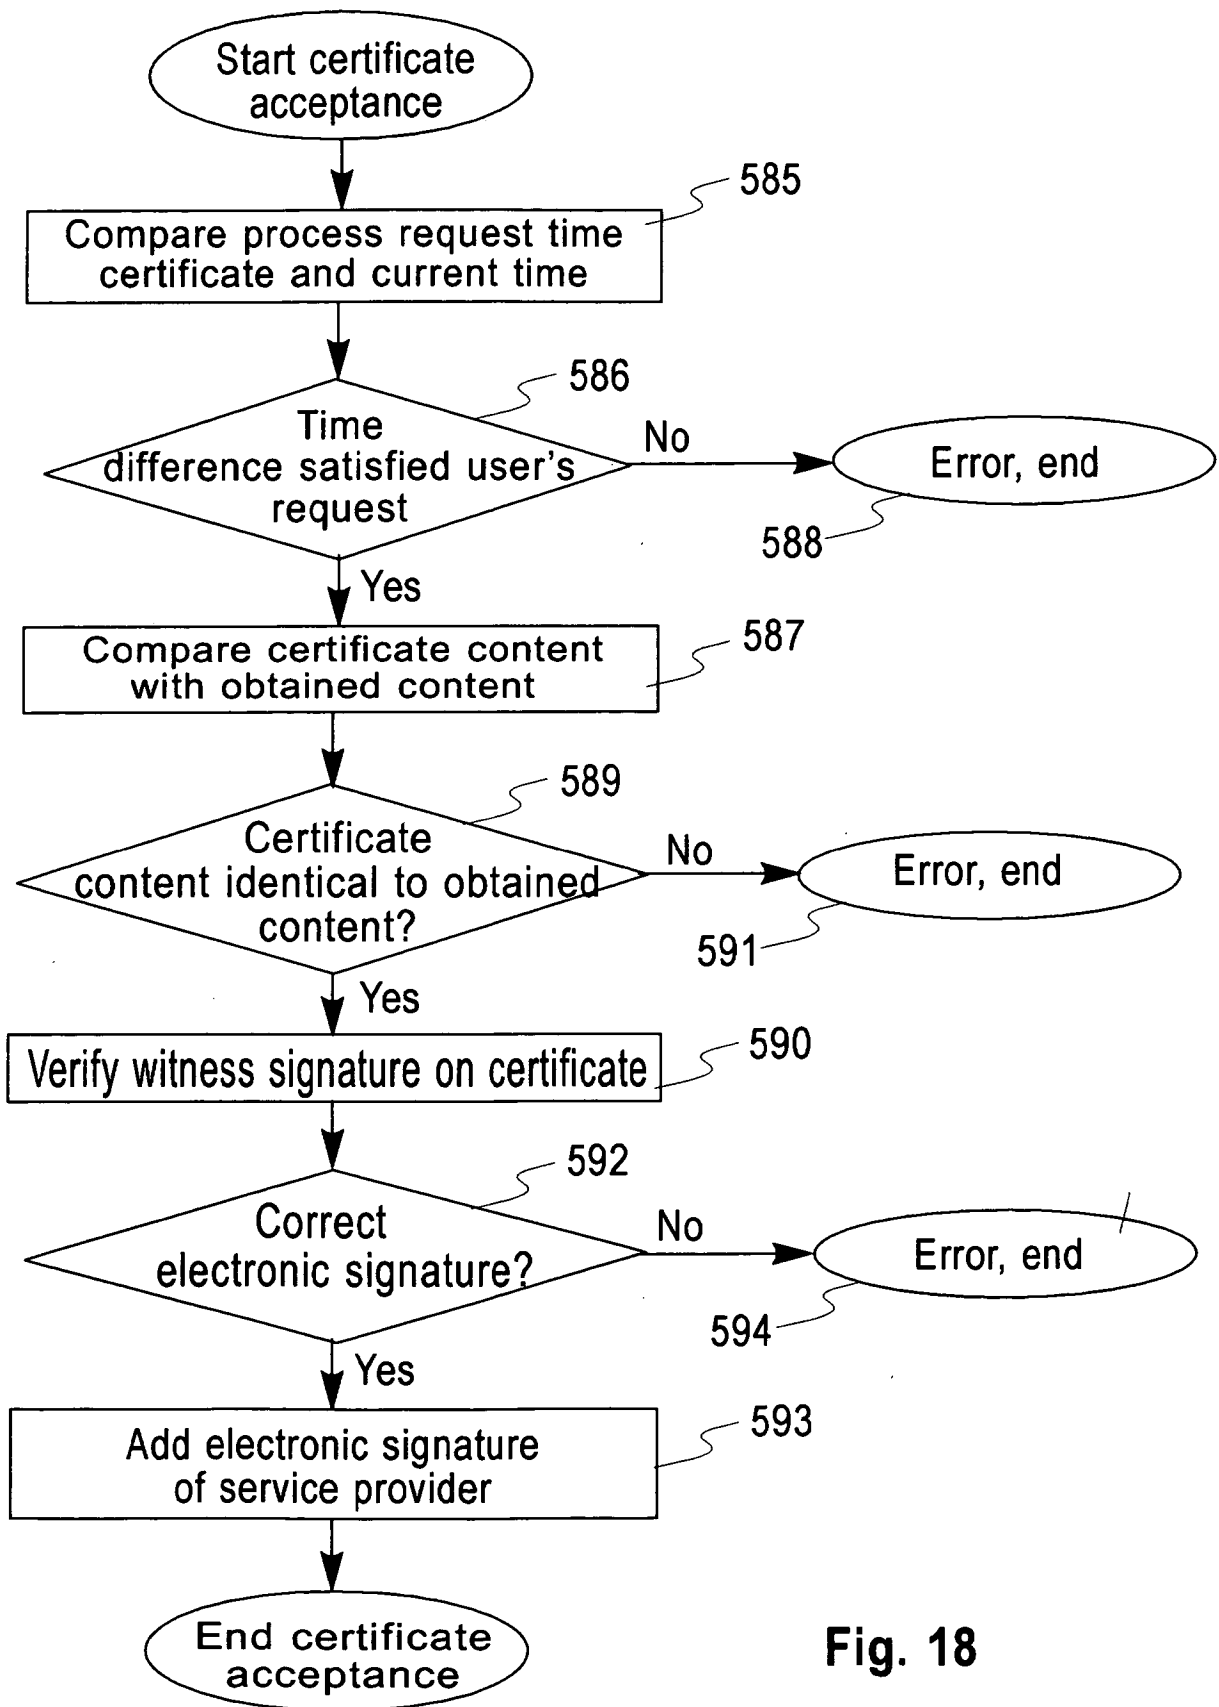 Start certificate
acceptance
585
Compare process request time
certificate and current time
586
Time
difference satisfied user's
request
No
Error, end
588
Yes
587
Compare certificate content
with obtained content
589
Certificate
content identical to obtained
content?
No
Error, end
591
Yes
590
Verify witness signature on certificate
592
Correct
electronic signature?
No
Error, end
594
Yes
593
Add electronic signature
of service provider
End certificate
acceptance
Fig. 18